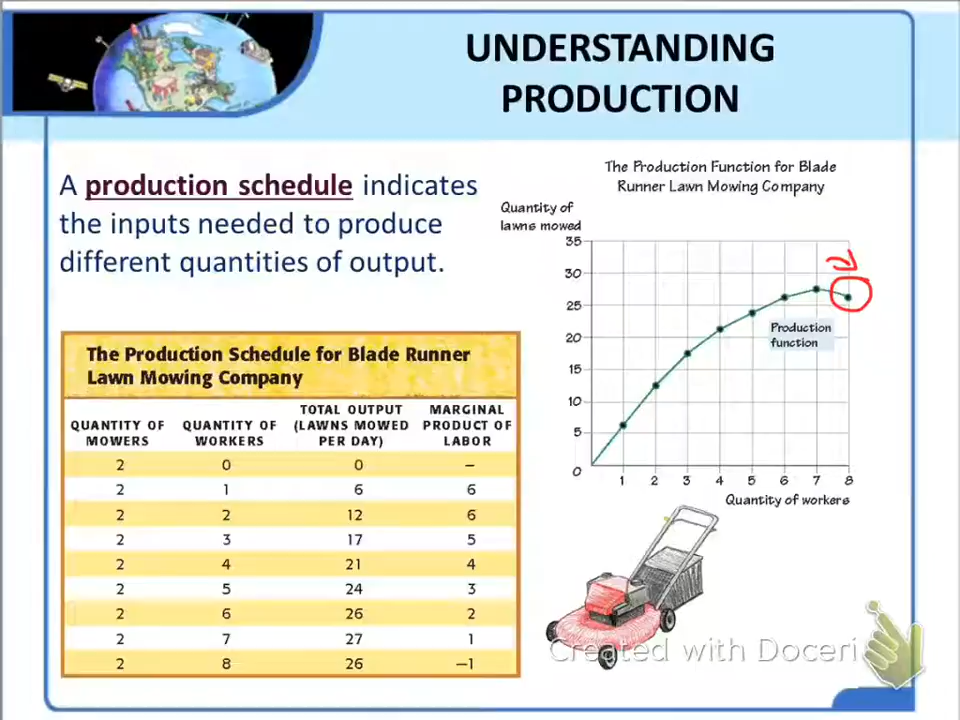 UNDERSTANDING
PRODUCTION
A production schedule indicates
the inputs needed to produce
different quantities of output.
The Production Schedule for Blade Runner
Lawn Mowing Company
QUANTITY OF MOWERS QUANTITY OF WORKERS TOTAL OUTPUT (LAWNS MOWED PER DAY) MARGINAL PRODUCT OF LABOR
2 0 0 –
2 1 6 6
2 2 12 6
2 3 17 5
2 4 21 4
2 5 24 3
2 6 26 2
2 7 27 1
2 8 26 –1
The Production Function for Blade
Runner Lawn Mowing Company
Quantity of
lawns mowed
35
30
25
20
15
10
5
0
Production
function
1 2 3 4 5 6 7 8
Quantity of workers
Created with Doceri